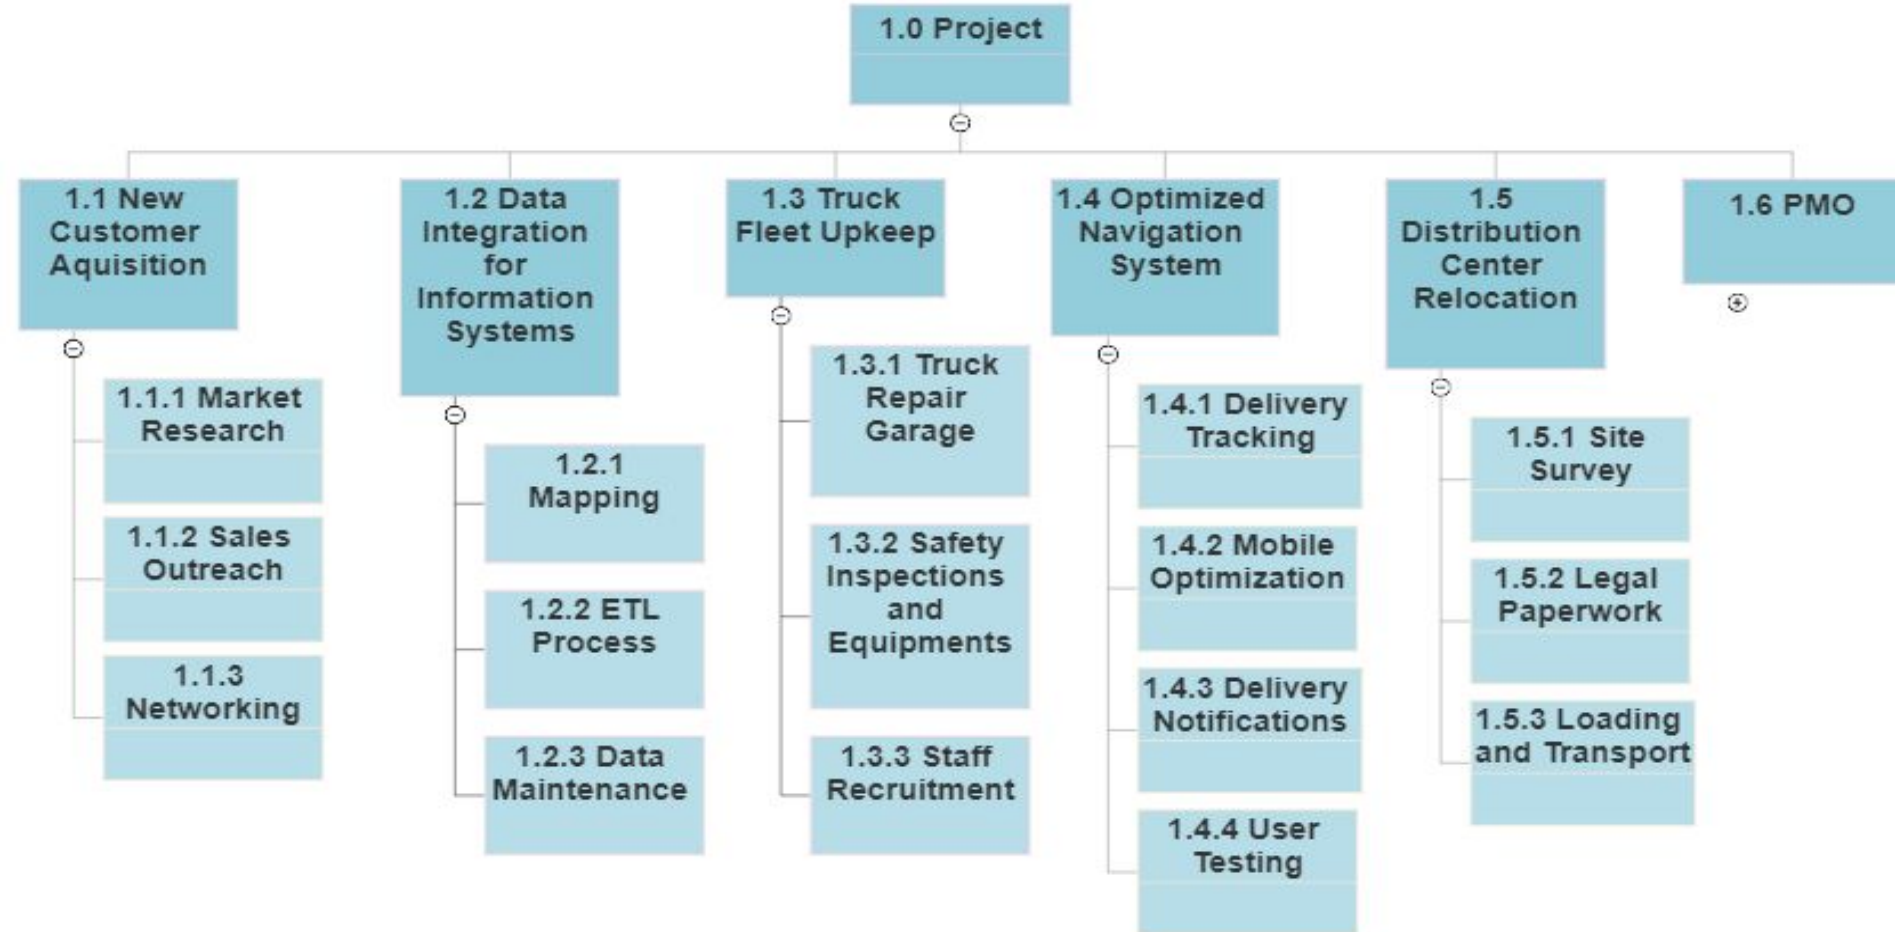 1.0 Project
1.1 New
Customer
Aquisition
1.1.1 Market
Research
1.1.2 Sales
Outreach
1.1.3
Networking
1.2 Data
Integration
for
Information
Systems
1.2.1
Mapping
1.2.2 ETL
Process
1.2.3 Data
Maintenance
1.3 Truck
Fleet Upkeep
1.3.1 Truck
Repair
Garage
1.3.2 Safety
Inspections
and
Equipments
1.3.3 Staff
Recruitment
1.4 Optimized
Navigation
System
1.4.1 Delivery
Tracking
1.4.2 Mobile
Optimization
1.4.3 Delivery
Notifications
1.4.4 User
Testing
1.5
Distribution
Center
Relocation
1.5.1 Site
Survey
1.5.2 Legal
Paperwork
1.5.3 Loading
and Transport
1.6 PMO